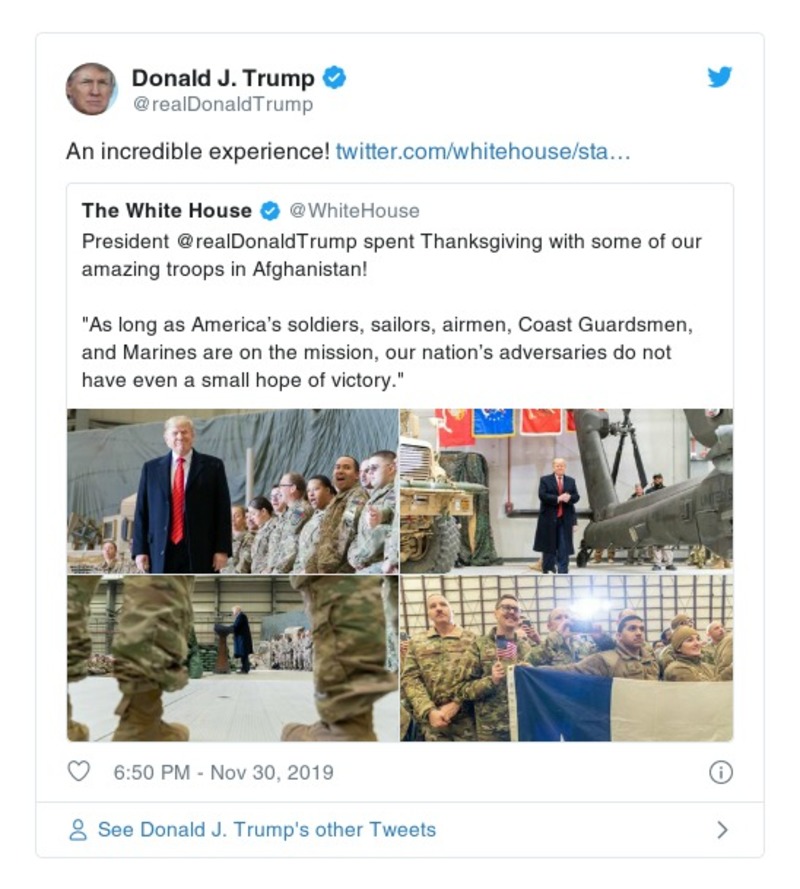 Donald J. Trump
@realDonaldTrump
An incredible experience! twitter.com/whitehouse/sta…
The White House @WhiteHouse
President @realDonaldTrump spent Thanksgiving with some of our
amazing troops in Afghanistan!
"As long as America’s soldiers, sailors, airmen, Coast Guardsmen,
and Marines are on the mission, our nation’s adversaries do not
have even a small hope of victory."
6:50 PM - Nov 30, 2019
See Donald J. Trump's other Tweets